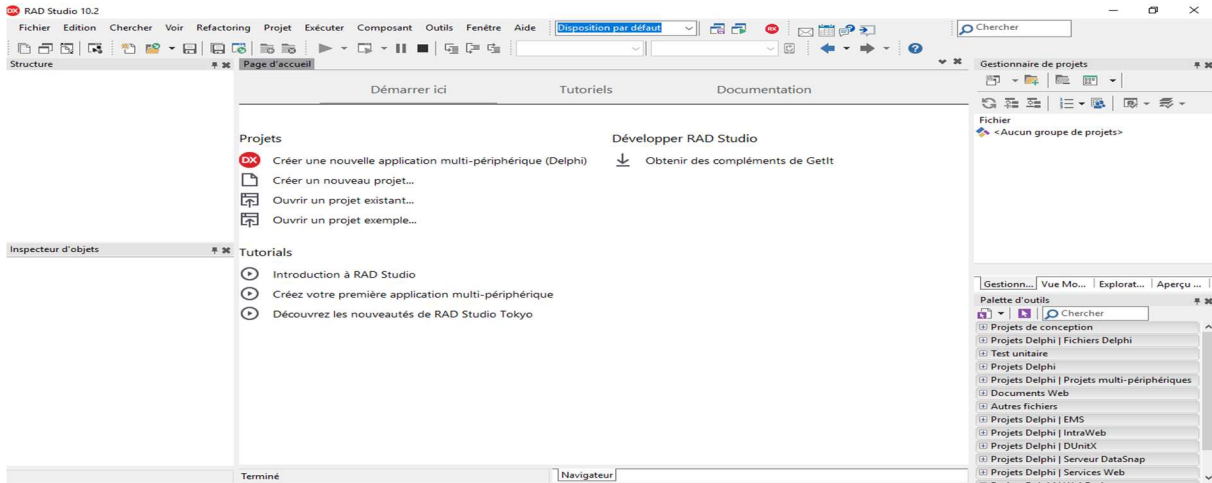 RAD Studio 10.2
Fichier Edition Chercher Voir Refactoring Projet Exécuter Composant Outils Fenêtre Aide Disposition par défaut
Chercher
Structure
Page d'accueil
Démarrer ici Tutoriels Documentation
Projets
Créer une nouvelle application multi-périphérique (Delphi)
Créer un nouveau projet...
Ouvrir un projet existant...
Ouvrir un projet exemple...
Développer RAD Studio
Obtenir des compléments de GetIt
Inspecteur d'objets
Tutorials
Introduction à RAD Studio
Créez votre première application multi-périphérique
Découvrez les nouveautés de RAD Studio Tokyo
Terminé
Navigateur
Gestionnaire de projets
Fichier
<Aucun groupe de projets>
Gestionn... Vue Mo... Explorat... Aperçu ...
Palette d'outils
Chercher
Projets de conception
Projets Delphi | Fichiers Delphi
Test unitaire
Projets Delphi
Projets Delphi | Projets multi-périphériques
Documents Web
Autres fichiers
Projets Delphi | EMS
Projets Delphi | IntraWeb
Projets Delphi | DUnitX
Projets Delphi | Serveur DataSnap
Projets Delphi | Services Web